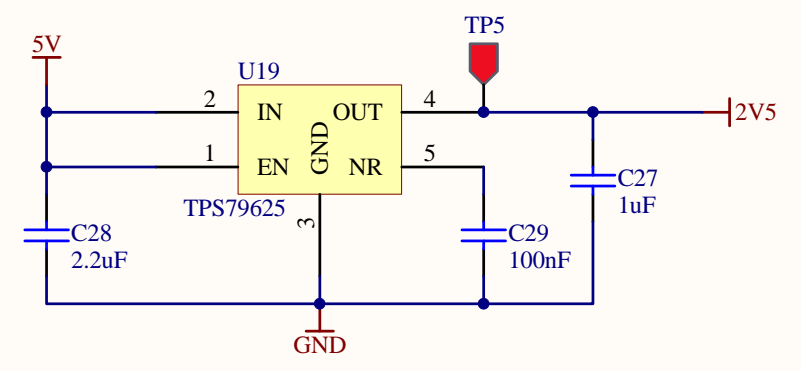 TP5
5V
U19
2
IN
OUT
4
2V5
GND
1
EN
NR
5
C27
1uF
TPS79625
3
C28
2.2uF
C29
100nF
GND